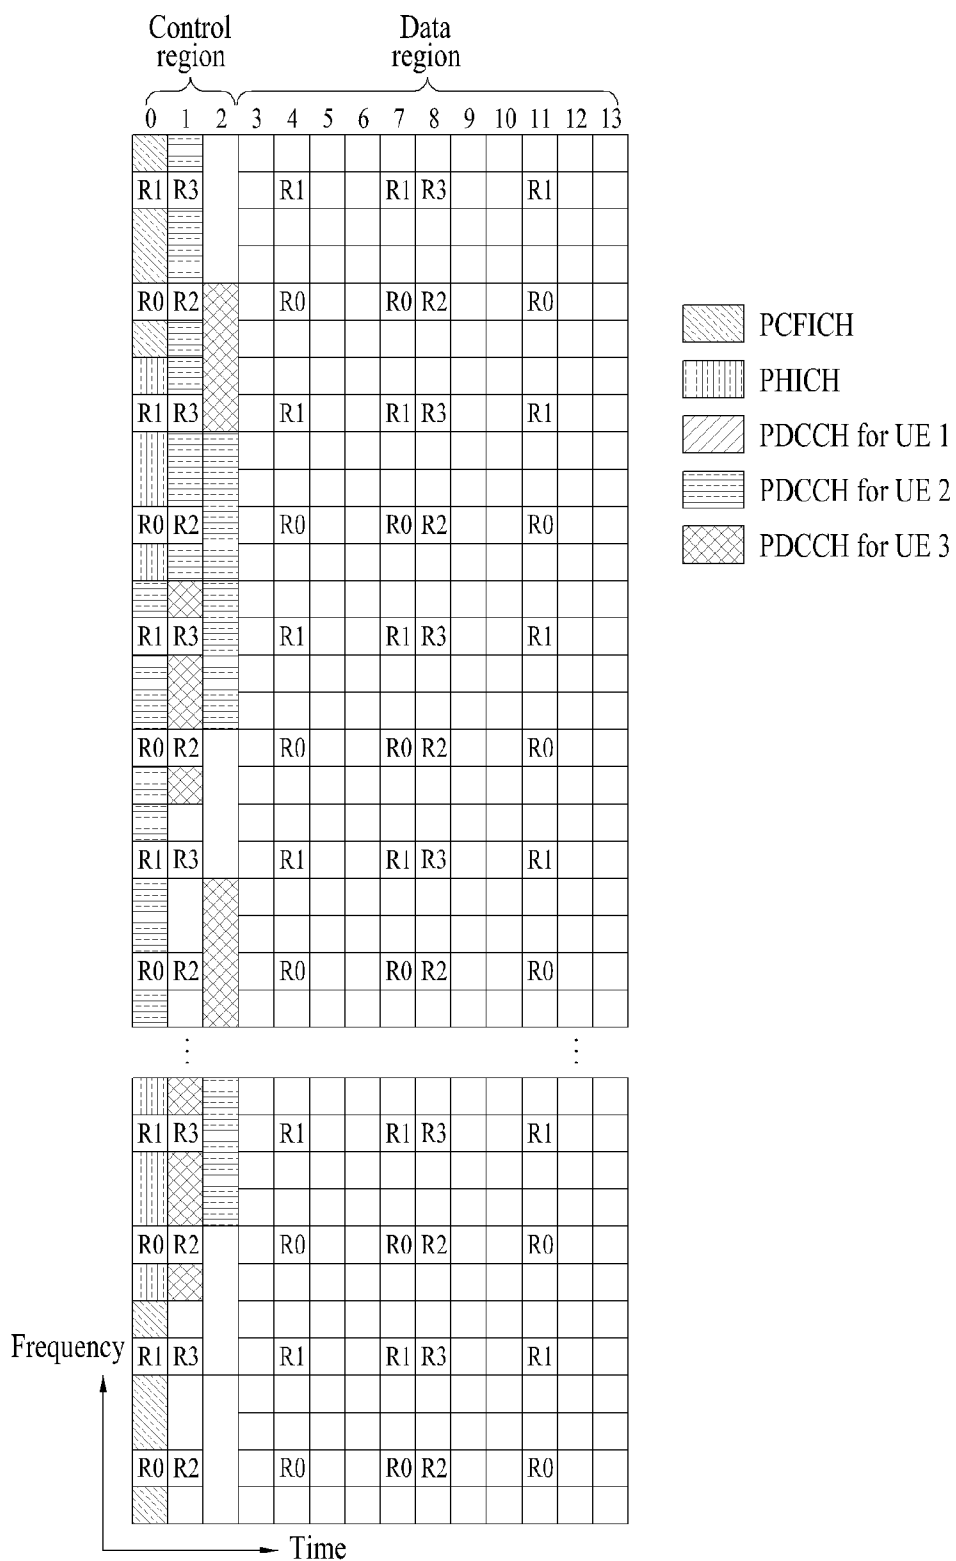 Control
region
Data
region
0 1 2 3 4 5 6 7 8 9 10 11 12 13
R1 R3 R1 R1 R3 R1
R0 R2 R0 R0 R2 R0
R1 R3 R1 R1 R3 R1
R0 R2 R0 R0 R2 R0
R1 R3 R1 R1 R3 R1
R0 R2 R0 R0 R2 R0
R1 R3 R1 R1 R3 R1
R0 R2 R0 R0 R2 R0
R1 R3 R1 R1 R3 R1
R0 R2 R0 R0 R2 R0
R1 R3 R1 R1 R3 R1
R0 R2 R0 R0 R2 R0
PCFICH
PHICH
PDCCH for UE 1
PDCCH for UE 2
PDCCH for UE 3
Frequency
Time